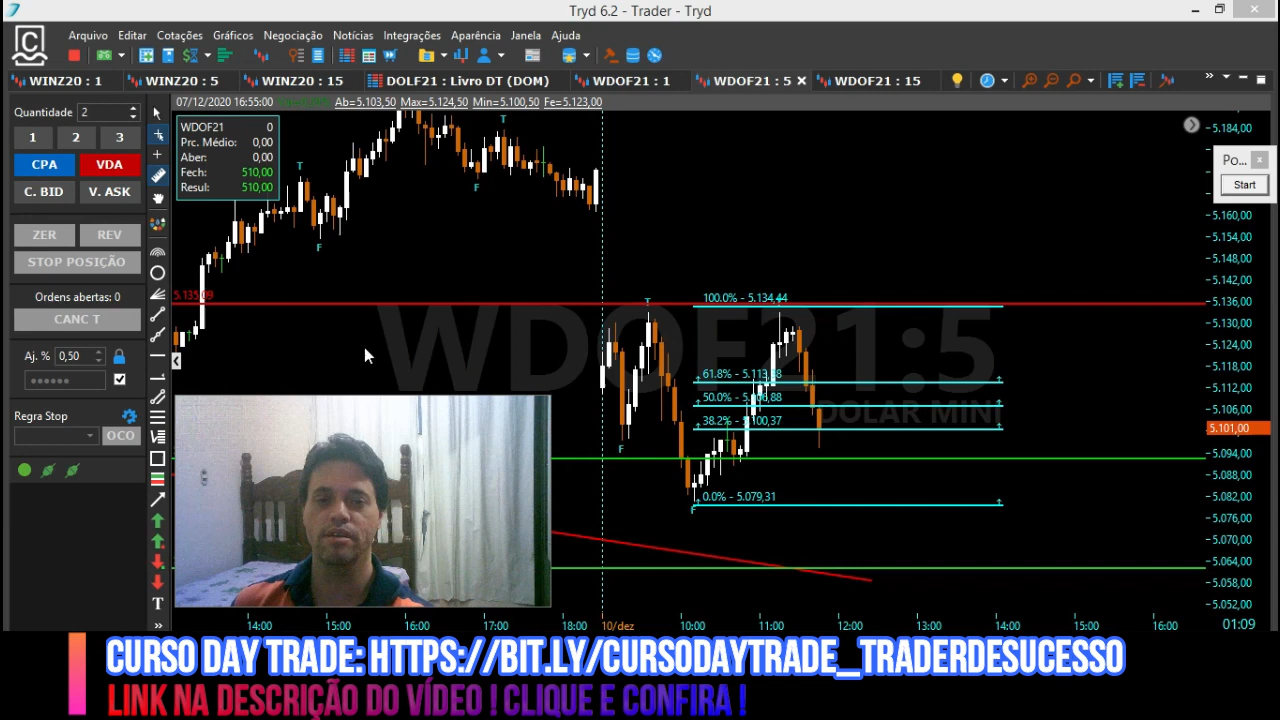 Tryd 6.2 - Trader - Tryd
Arquivo Editar Cotações Gráficos Negociação Notícias Integrações Aparência Janela Ajuda
WINZ20 : 1 WINZ20 : 5 WINZ20 : 15 DOLF21 : Livro DT (DOM) WDOF21 : 1 WDOF21 : 5 WDOF21 : 15
07/12/2020 16:55:00 Ab=5.103,50 Max=5.124,50 Min=5.100,50 Fe=5.123,00
Quantidade 2
1 2 3
CPA VDA
C. BID V. ASK
ZER REV
STOP POSIÇÃO
Ordens abertas: 0
CANC T
Aj. % 0,50
Regra Stop
OCO
WDOF21 0
Prc. Médio: 0,00
Aber: 0,00
Fech: 510,00
Resul: 510,00
T
T
F
F
T
F
F
5.135,09
WDOF21:5
DOLAR MINI
100.0% - 5.134,44
61.8% - 5.113,38
50.0% - 5.106,88
38.2% - 5.100,37
0.0% - 5.079,31
Po...
Start
5.184,00
5.160,00
5.154,00
5.148,00
5.142,00
5.136,00
5.130,00
5.124,00
5.118,00
5.112,00
5.106,00
5.101,00
5.094,00
5.088,00
5.082,00
5.076,00
5.070,00
5.064,00
5.058,00
5.052,00
14:00 15:00 16:00 17:00 18:00 10/dez 10:00 11:00 12:00 13:00 14:00 15:00 16:00 01:09
CURSO DAY TRADE: HTTPS://BIT.LY/CURSODAYTRADE_TRADERDESUCESSO
LINK NA DESCRIÇÃO DO VÍDEO ! CLIQUE E CONFIRA !